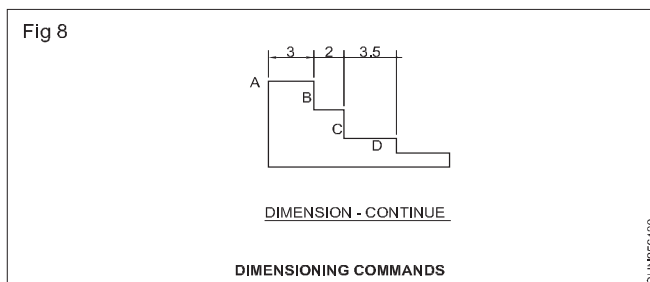 Fig 8
3 2 3.5
A
B
C
D
DIMENSION - CONTINUE
DIMENSIONING COMMANDS